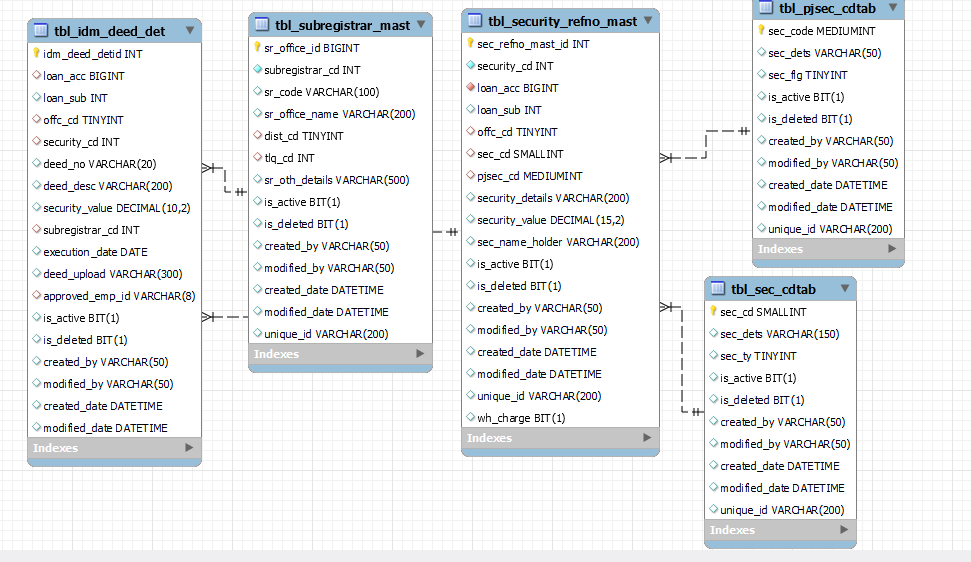 tbl_idm_deed_det
idm_deed_detid INT
loan_acc BIGINT
loan_sub INT
offc_cd TINYINT
security_cd INT
deed_no VARCHAR(20)
deed_desc VARCHAR(200)
security_value DECIMAL(10,2)
subregistrar_cd INT
execution_date DATE
deed_upload VARCHAR(300)
approved_emp_id VARCHAR(8)
is_active BIT(1)
is_deleted BIT(1)
created_by VARCHAR(50)
modified_by VARCHAR(50)
created_date DATETIME
modified_date DATETIME
Indexes
tbl_subregistrar_mast
sr_office_id BIGINT
subregistrar_cd INT
sr_code VARCHAR(100)
sr_office_name VARCHAR(200)
dist_cd TINYINT
tlq_cd INT
sr_oth_details VARCHAR(500)
is_active BIT(1)
is_deleted BIT(1)
created_by VARCHAR(50)
modified_by VARCHAR(50)
created_date DATETIME
modified_date DATETIME
unique_id VARCHAR(200)
Indexes
tbl_security_refno_mast
sec_refno_mast_id INT
security_cd INT
loan_acc BIGINT
loan_sub INT
offc_cd TINYINT
sec_cd SMALLINT
pjsec_cd MEDIUMINT
security_details VARCHAR(200)
security_value DECIMAL(15,2)
sec_name_holder VARCHAR(200)
is_active BIT(1)
is_deleted BIT(1)
created_by VARCHAR(50)
modified_by VARCHAR(50)
created_date DATETIME
modified_date DATETIME
unique_id VARCHAR(200)
wh_charge BIT(1)
Indexes
tbl_pjsec_cdtab
sec_code MEDIUMINT
sec_dets VARCHAR(50)
sec_flg TINYINT
is_active BIT(1)
is_deleted BIT(1)
created_by VARCHAR(50)
modified_by VARCHAR(50)
created_date DATETIME
modified_date DATETIME
unique_id VARCHAR(200)
Indexes
tbl_sec_cdtab
sec_cd SMALLINT
sec_dets VARCHAR(150)
sec_ty TINYINT
is_active BIT(1)
is_deleted BIT(1)
created_by VARCHAR(50)
modified_by VARCHAR(50)
created_date DATETIME
modified_date DATETIME
unique_id VARCHAR(200)
Indexes